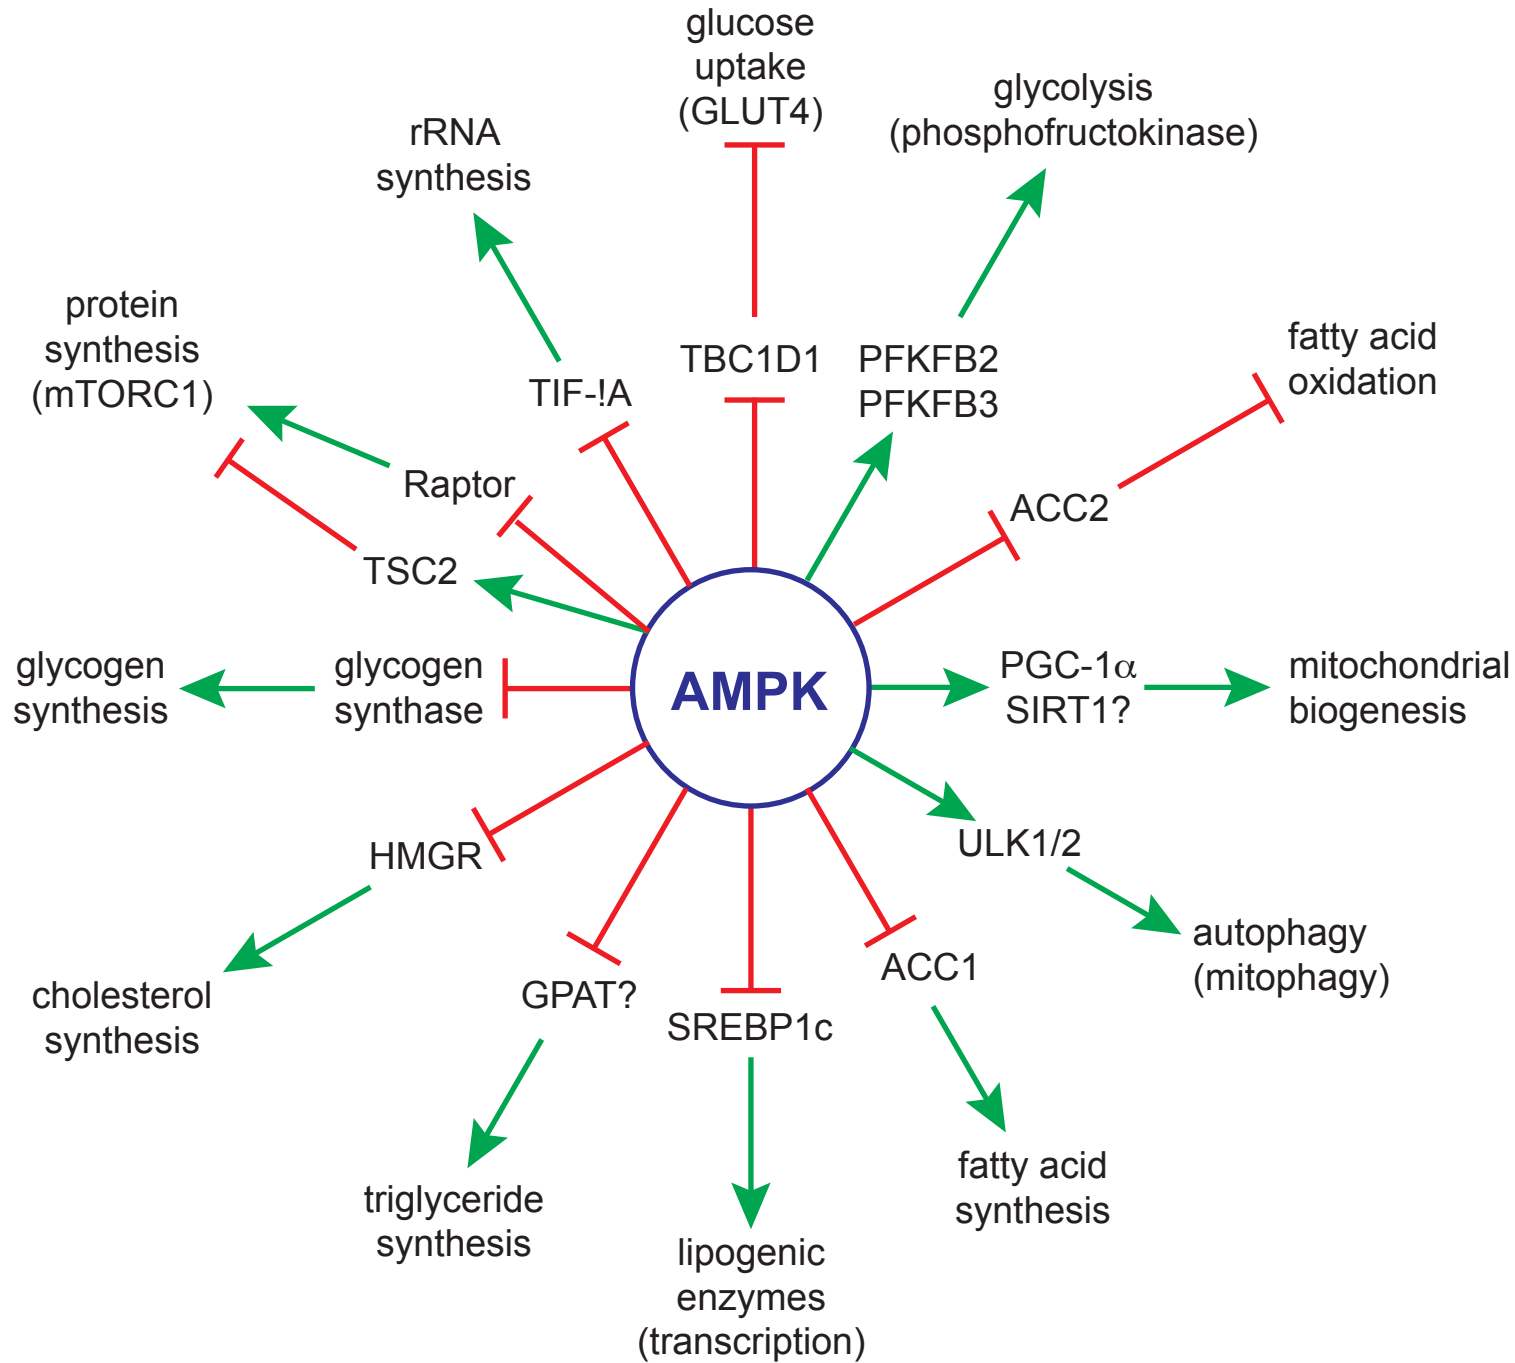 glucose
uptake
(GLUT4)
glycolysis
(phosphofructokinase)
rRNA
synthesis
protein
synthesis
(mTORC1)
fatty acid
oxidation
TBC1D1
PFKFB2
PFKFB3
TIF-!A
Raptor
ACC2
TSC2
glycogen
synthesis
glycogen
synthase
AMPK
PGC-1α
SIRT1?
mitochondrial
biogenesis
HMGR
ULK1/2
autophagy
(mitophagy)
cholesterol
synthesis
GPAT?
SREBP1c
ACC1
triglyceride
synthesis
lipogenic
enzymes
(transcription)
fatty acid
synthesis